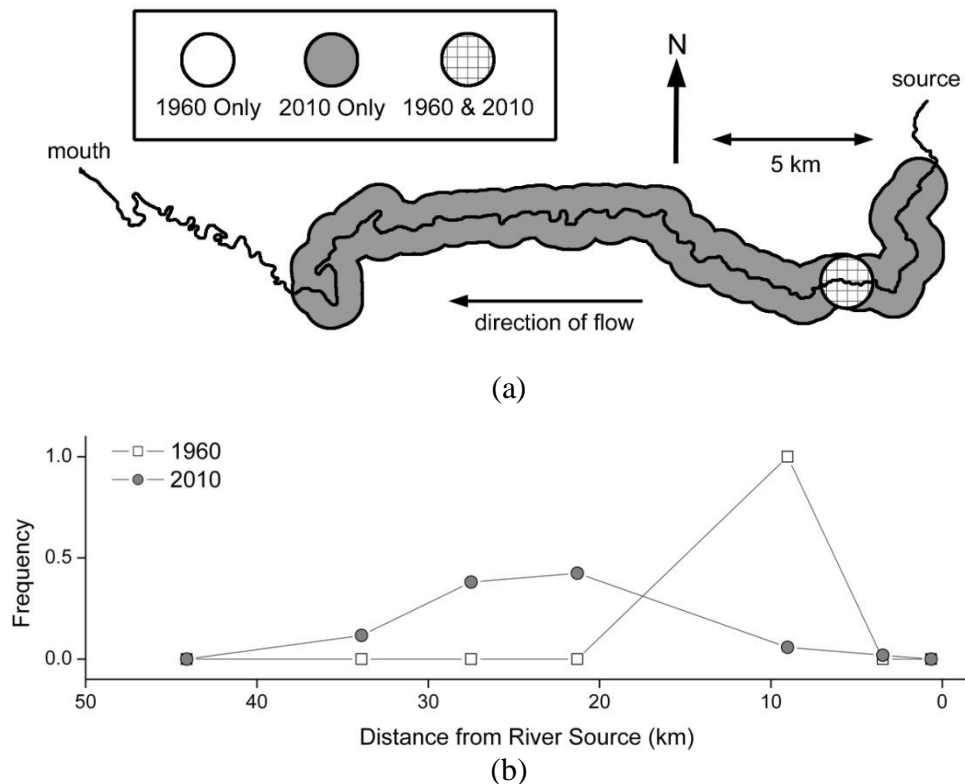 N
source
1960 Only 2010 Only 1960 & 2010
mouth
5 km
direction of flow
(a)
1960
2010
1.0
0.5
0.0
Frequency
50 40 30 20 10 0
Distance from River Source (km)
(b)